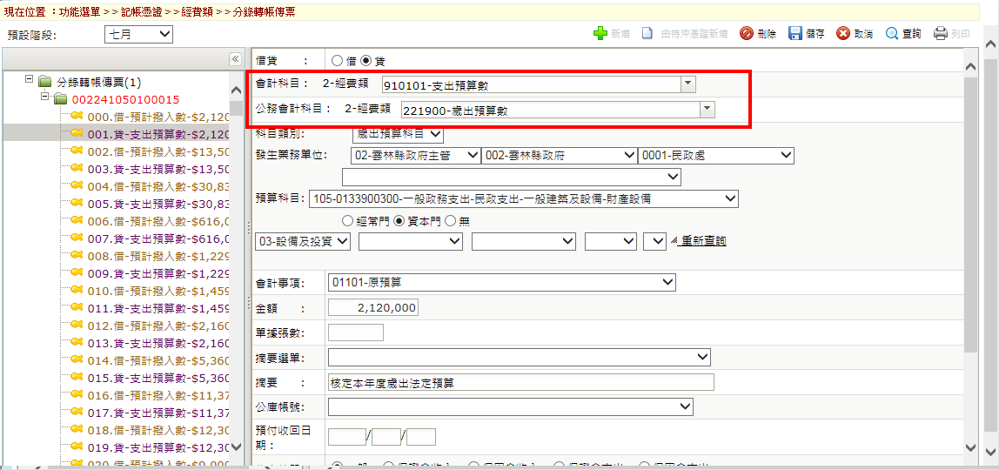 現在位置 ：功能選單 >> 記帳憑證 >>經費類 >> 分錄轉帳傳票
預設階段: 七月 新增 由待沖憑證新增 刪除 儲存 取消 查詢 列印
分錄轉帳傳票(1)
002241050100015
000.借-預計撥入數-$2,120
001.貸-支出預算數-$2,120
002.借-預計撥入數-$13,50
003.貸-支出預算數-$13,50
004.借-預計撥入數-$30,83
005.貸-支出預算數-$30,83
006.借-預計撥入數-$616,0
007.貸-支出預算數-$616,0
008.借-預計撥入數-$1,229
009.貸-支出預算數-$1,229
010.借-預計撥入數-$1,459
011.貸-支出預算數-$1,459
012.借-預計撥入數-$2,160
013.貸-支出預算數-$2,160
014.借-預計撥入數-$5,360
015.貸-支出預算數-$5,360
016.借-預計撥入數-$11,37
017.貸-支出預算數-$11,37
018.借-預計撥入數-$12,30
019.貸-支出預算數-$12,30
借貸 ： 借 貸
會計科目： 2-經費類 910101-支出預算數
公務會計科目： 2-經費類 221900-歲出預算數
科目類別: 歲出預算科目
發生業務單位: 02-雲林縣政府主管 002-雲林縣政府 0001-民政處
預算科目: 105-0133900300-一般政務支出-民政支出-一般建築及設備-財產設備
經常門 資本門 無
03-設備及投資 重新查詢
會計事項: 01101-原預算
金額 ： 2,120,000
單據張數:
摘要選單:
摘要 ： 核定本年度歲出法定預算
公庫帳號:
預付收回日 / /
期：